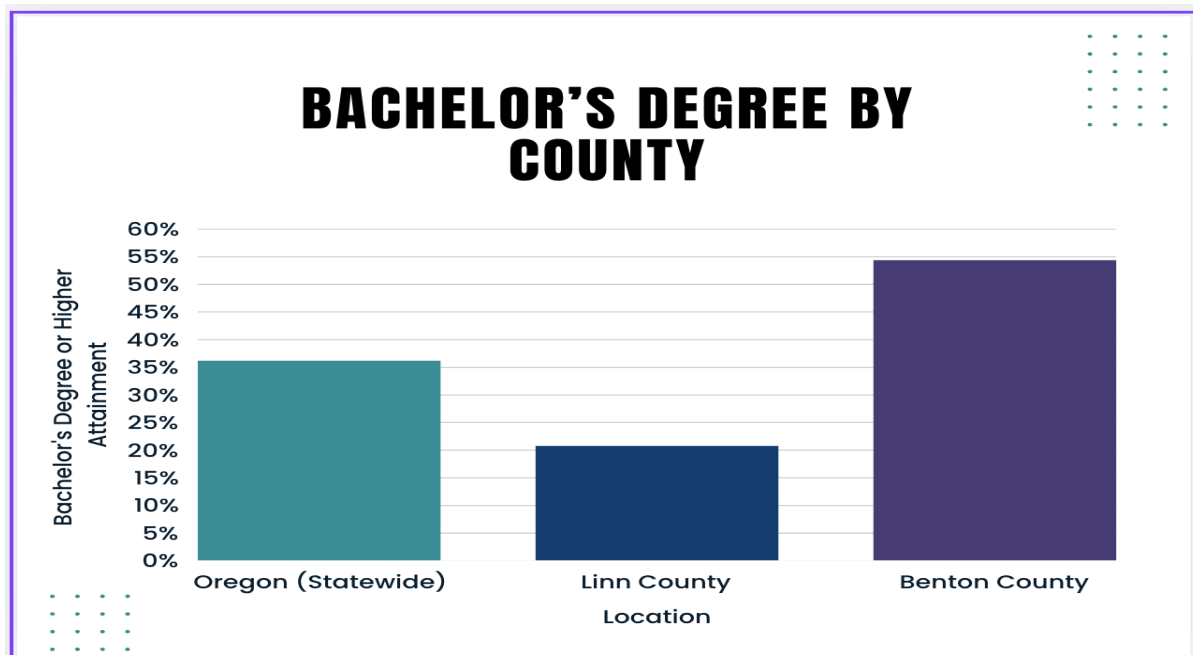 BACHELOR’S DEGREE BY
COUNTY
Bachelor's Degree or Higher
Attainment
60%
55%
50%
45%
40%
35%
30%
25%
20%
15%
10%
5%
0%
Oregon (Statewide)
Linn County
Benton County
Location